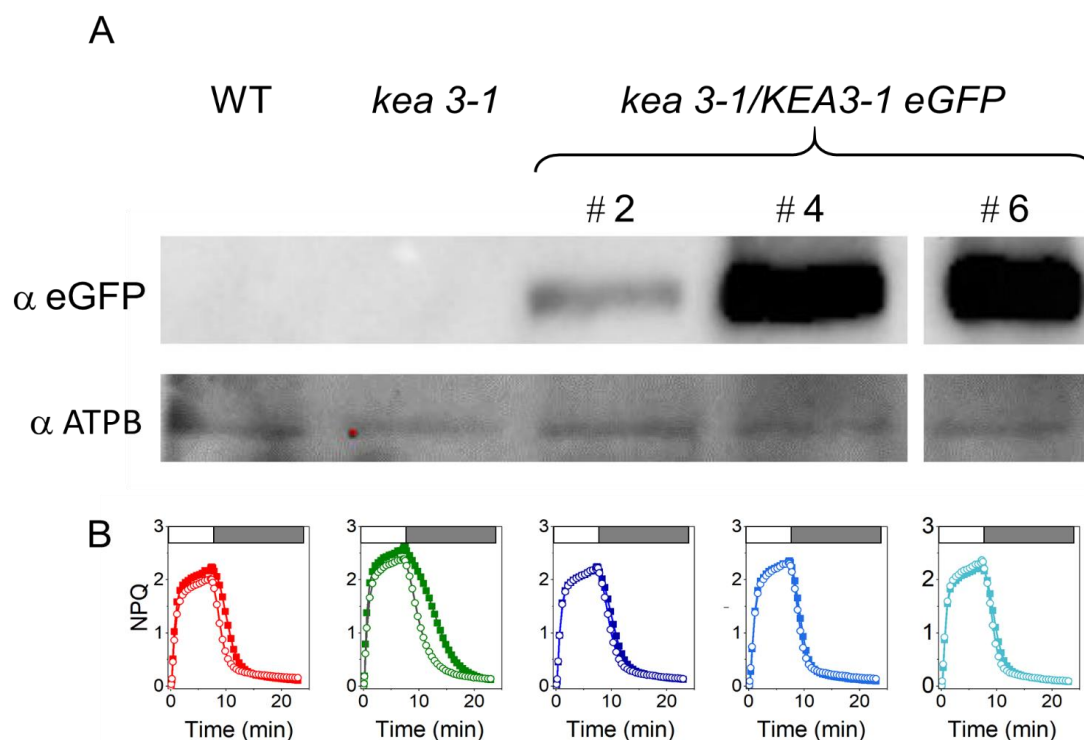 A
WT kea 3-1 kea 3-1/KEA3-1 eGFP
# 2 # 4 # 6
α eGFP
α ATPB
B
NPQ
3 3 3 3 3
2 2 2 2 2
1 1 1 1 1
0 0 0 0 0
0 10 20 0 10 20 0 10 20 0 10 20 0 10 20
Time (min) Time (min) Time (min) Time (min) Time (min)